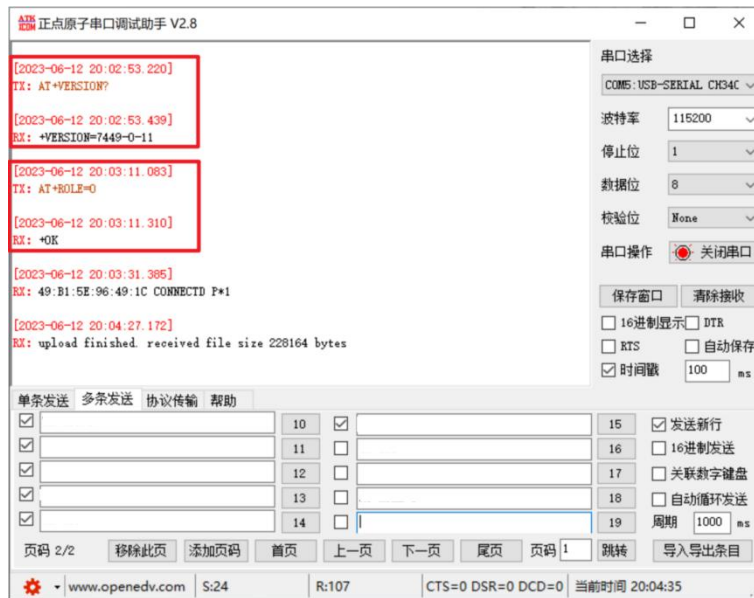 ATK ICOM 正点原子串口调试助手 V2.8
[2023-06-12 20:02:53.220]
TX: AT+VERSION?
[2023-06-12 20:02:53.439]
RX: +VERSION=7449-0-11
[2023-06-12 20:03:11.083]
TX: AT+ROLE=0
[2023-06-12 20:03:11.310]
RX: +OK
[2023-06-12 20:03:31.385]
RX: 49:B1:5E:96:49:1C CONNECTD P*1
[2023-06-12 20:04:27.172]
RX: upload finished. received file size 228164 bytes
串口选择
COM5:USB-SERIAL CH34C
波特率 115200
停止位 1
数据位 8
校验位 None
串口操作 关闭串口
保存窗口 清除接收
16进制显示 DTR
RTS 自动保存
时间戳 100 ms
单条发送 多条发送 协议传输 帮助
10 15 发送新行
11 16 16进制发送
12 17 关联数字键盘
13 18 自动循环发送
14 19 周期 1000 ms
页码 2/2 移除此页 添加页码 首页 上一页 下一页 尾页 页码 1 跳转 导入导出条目
www.openedv.com S:24 R:107 CTS=0 DSR=0 DCD=0 当前时间 20:04:35